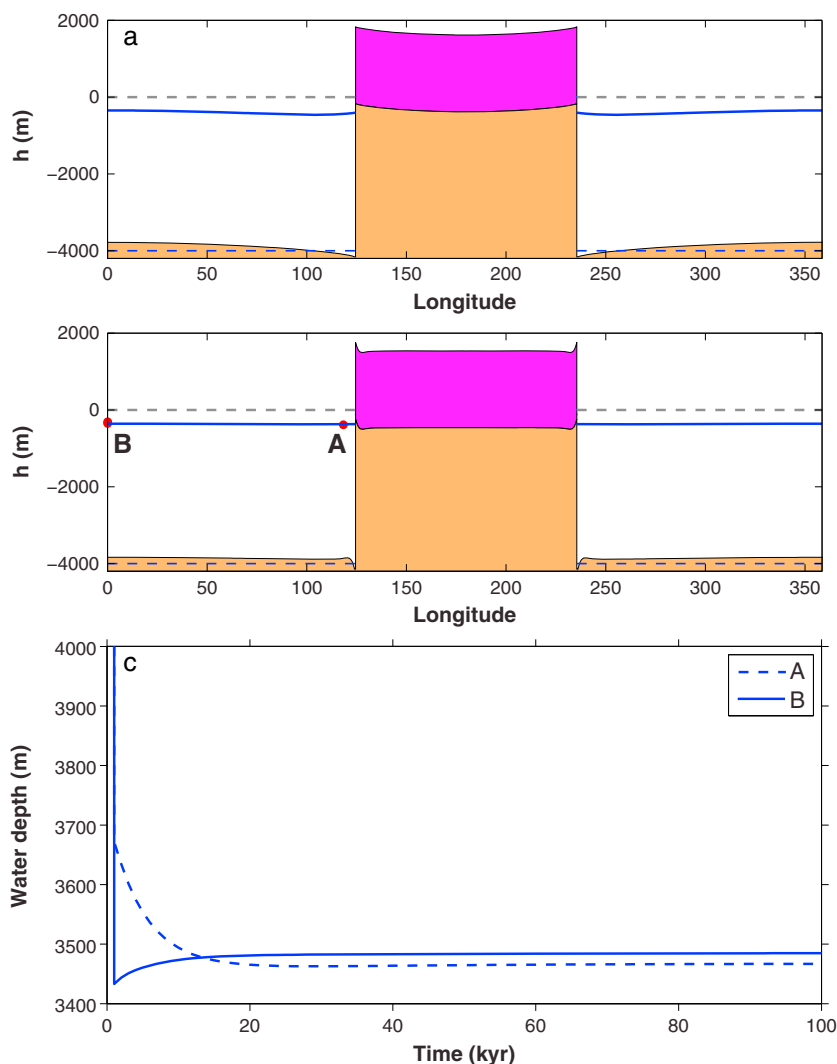 a
2000
0
−2000
−4000
h (m)
0 50 100 150 200 250 300 350
Longitude
2000
0
−2000
−4000
h (m)
B A
0 50 100 150 200 250 300 350
Longitude
c
4000
3900
3800
3700
3600
3500
3400
Water depth (m)
A
B
0 20 40 60 80 100
Time (kyr)